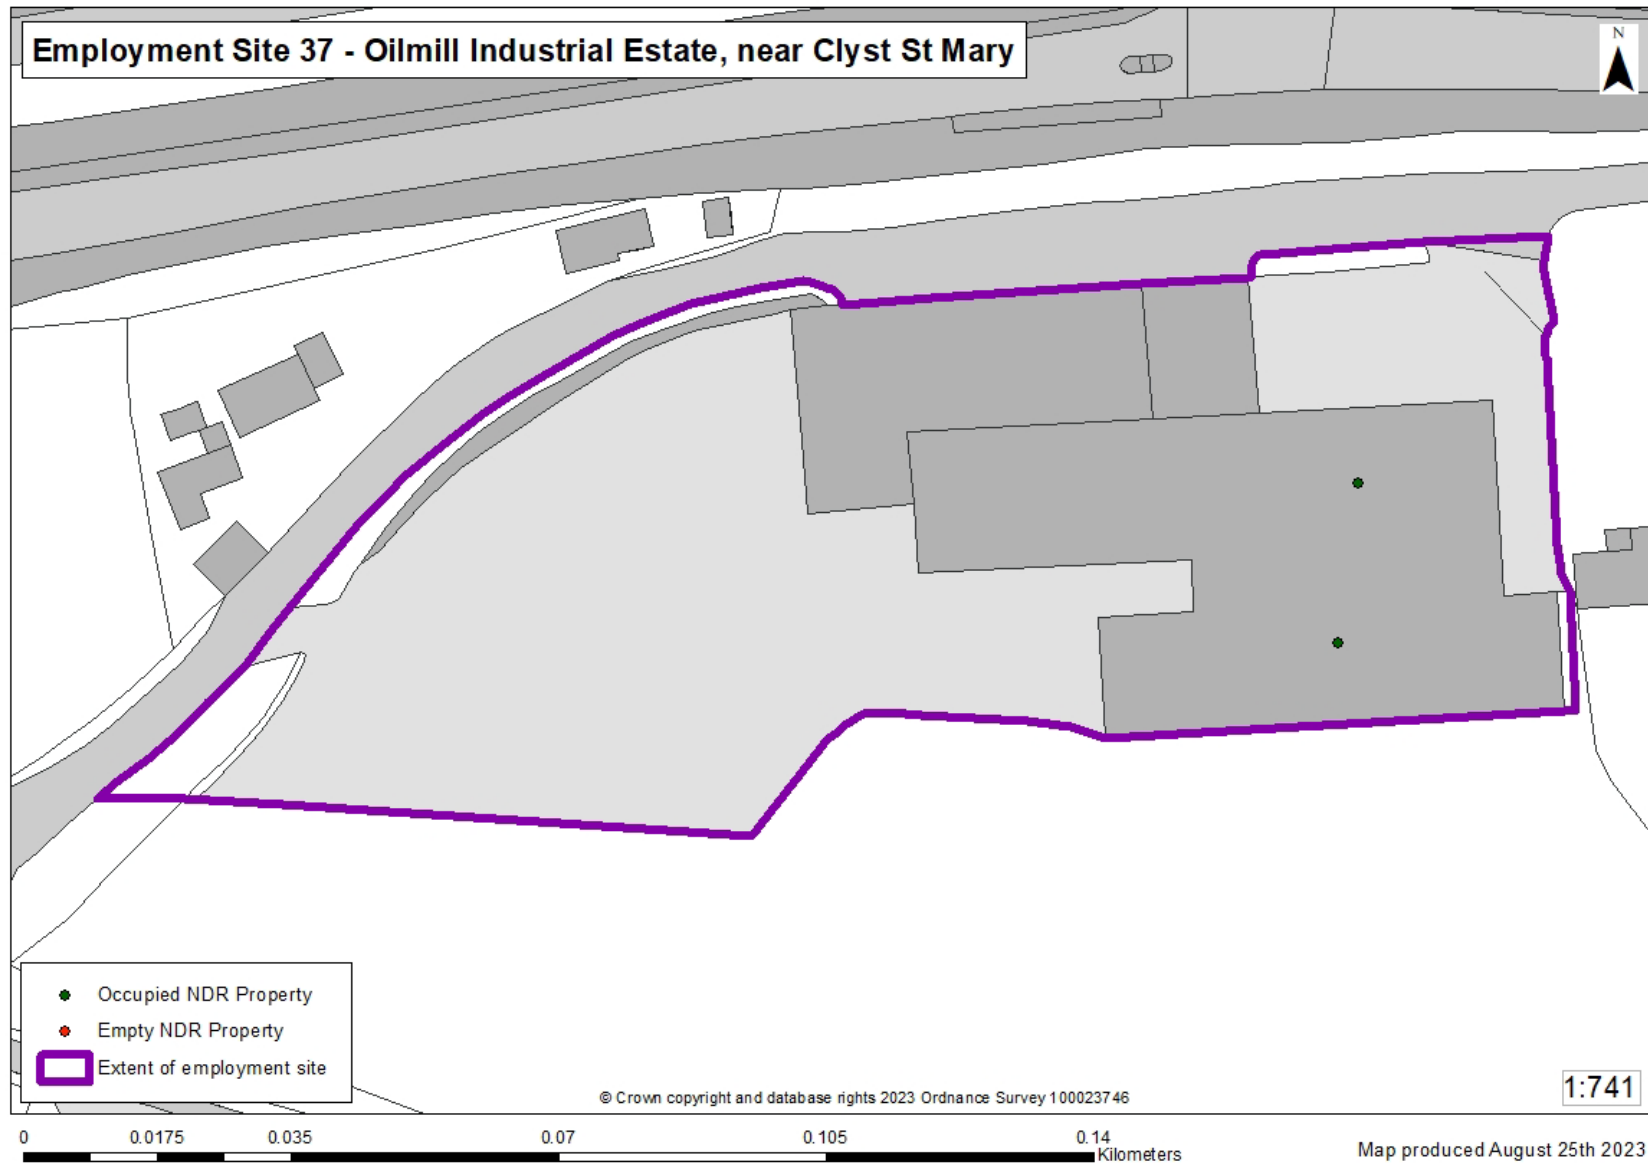 Employment Site 37 - Oilmill Industrial Estate, near Clyst St Mary
N
Occupied NDR Property
Empty NDR Property
Extent of employment site
© Crown copyright and database rights 2023 Ordnance Survey 100023746
1:741
0 0.0175 0.035 0.07 0.105 0.14
Kilometers
Map produced August 25th 2023